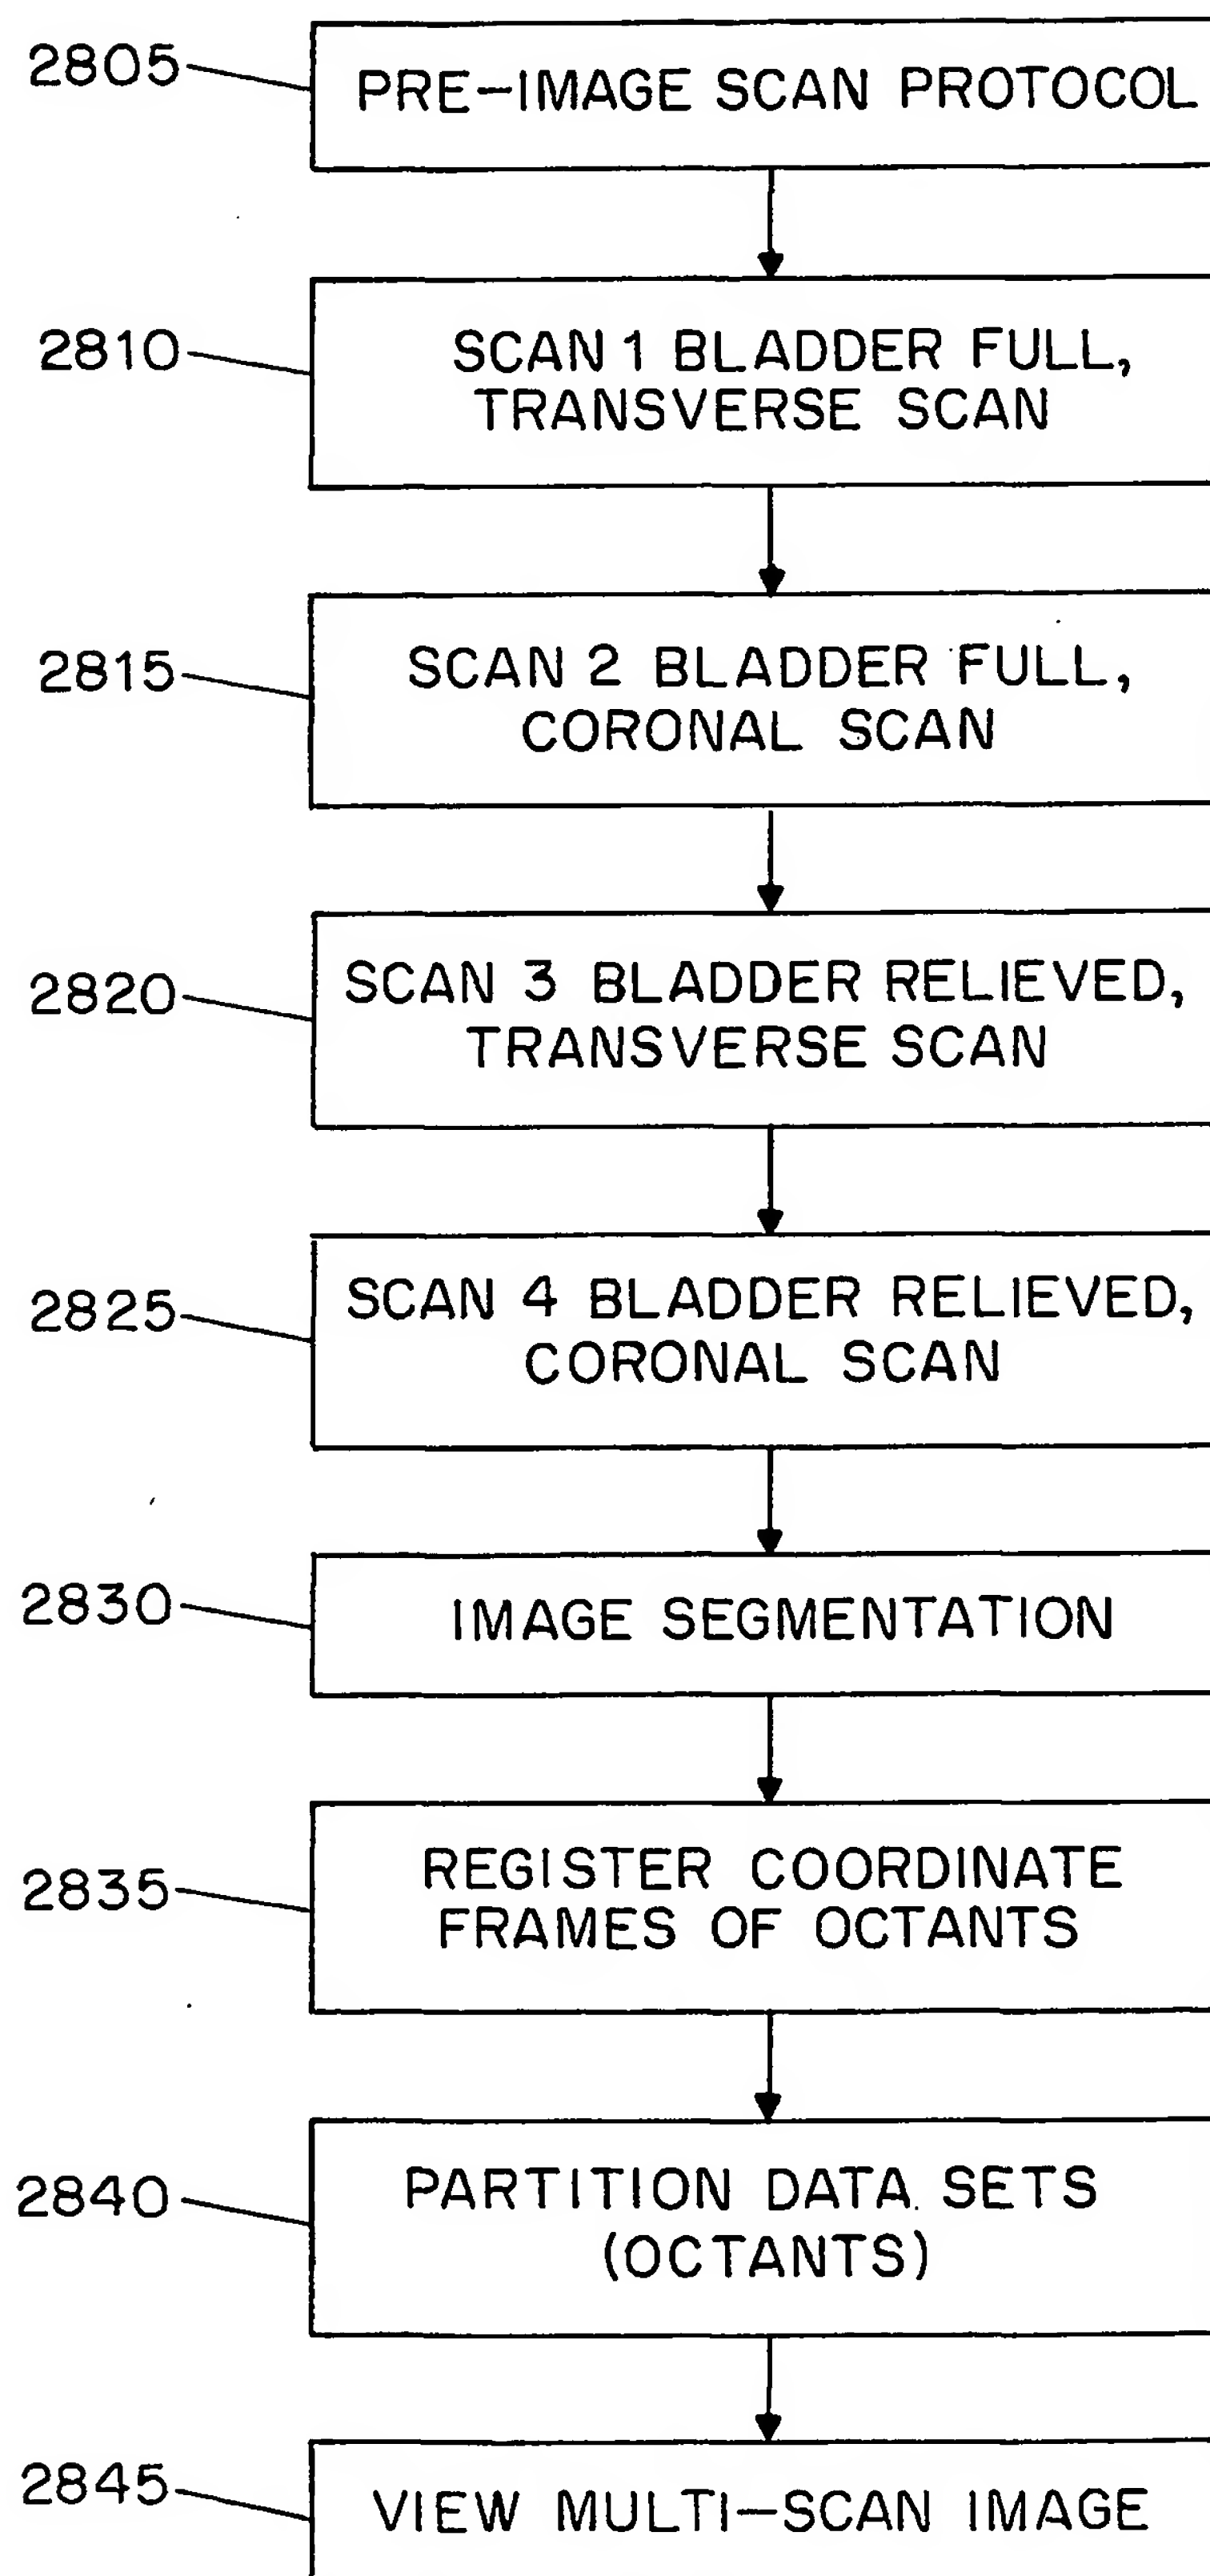 2805
PRE-IMAGE SCAN PROTOCOL
2810
SCAN 1 BLADDER FULL,
TRANSVERSE SCAN
2815
SCAN 2 BLADDER FULL,
CORONAL SCAN
2820
SCAN 3 BLADDER RELIEVED,
TRANSVERSE SCAN
2825
SCAN 4 BLADDER RELIEVED,
CORONAL SCAN
2830
IMAGE SEGMENTATION
2835
REGISTER COORDINATE
FRAMES OF OCTANTS
2840
PARTITION DATA SETS
(OCTANTS)
2845
VIEW MULTI-SCAN IMAGE